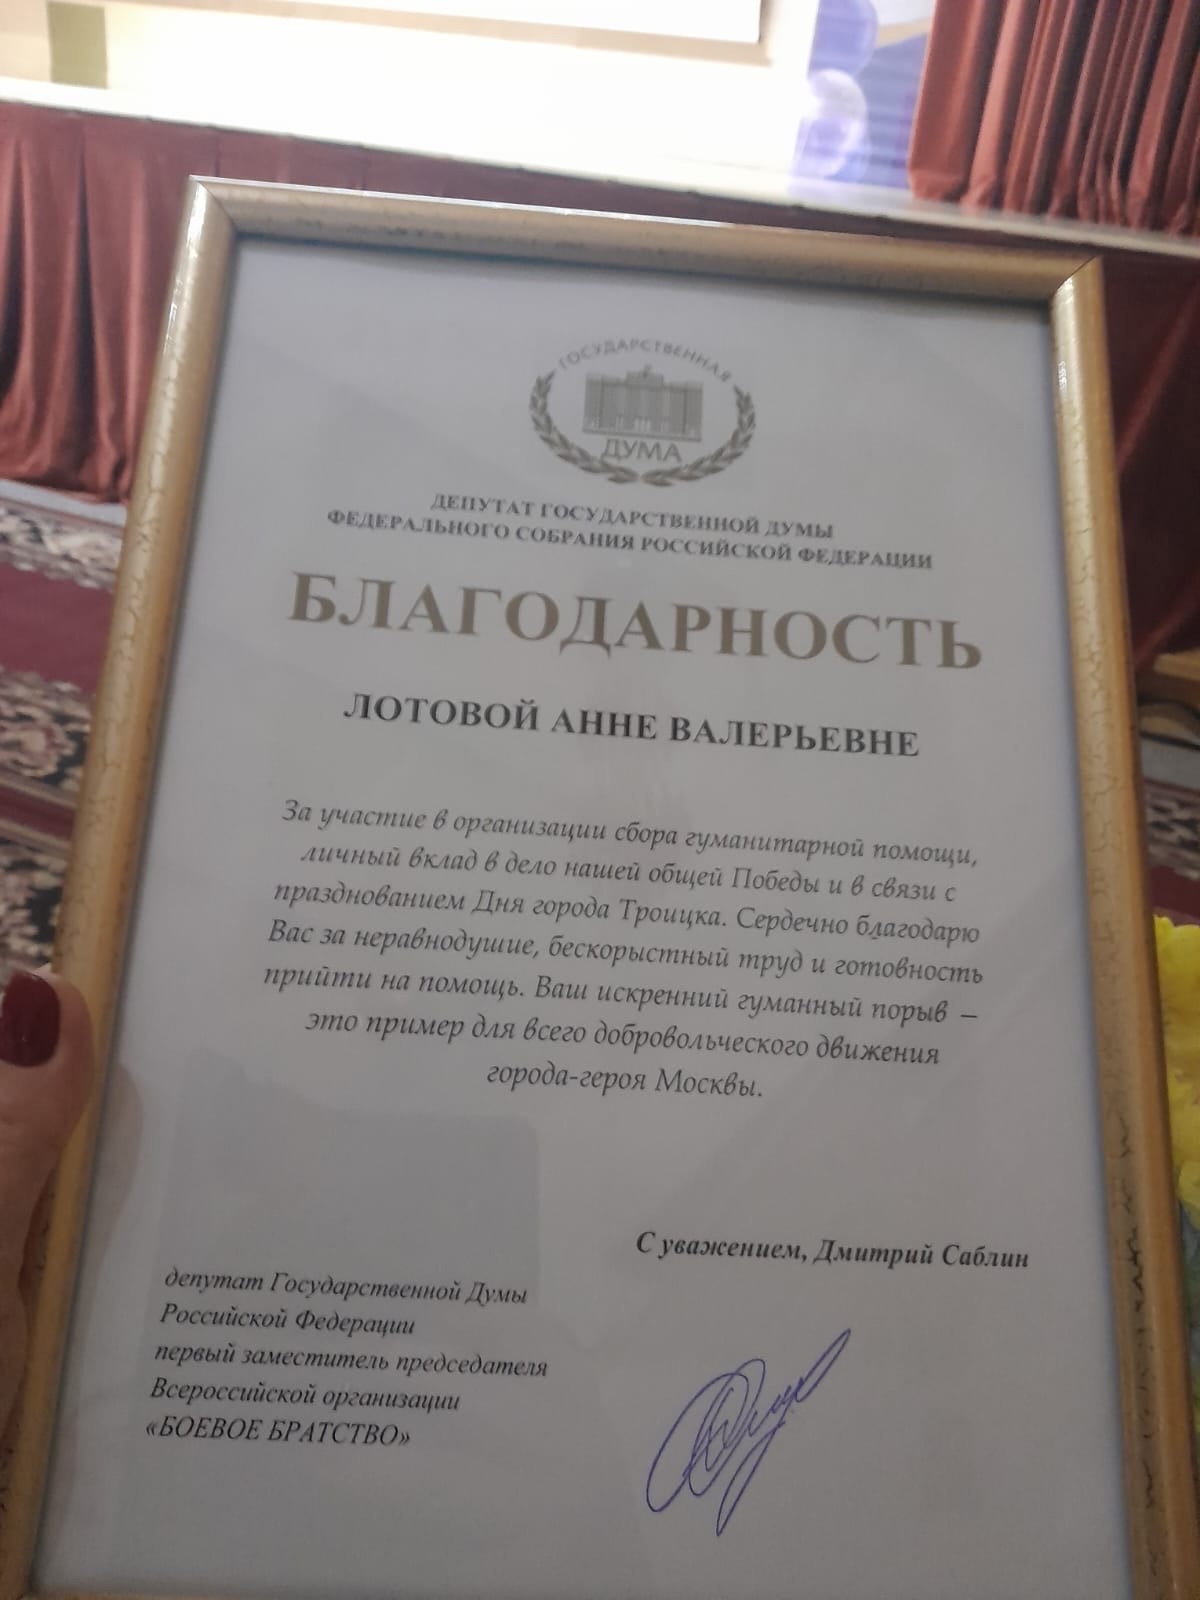 ГОСУДАРСТВЕННАЯ
ДУМА
ДЕПУТАТ ГОСУДАРСТВЕННОЙ ДУМЫ
ФЕДЕРАЛЬНОГО СОБРАНИЯ РОССИЙСКОЙ ФЕДЕРАЦИИ
БЛАГОДАРНОСТЬ
ЛОТОВОЙ АННЕ ВАЛЕРЬЕВНЕ
За участие в организации сбора гуманитарной помощи,
личный вклад в дело нашей общей Победы и в связи с
празднованием Дня города Троицка. Сердечно благодарю
Вас за неравнодушие, бескорыстный труд и готовность
прийти на помощь. Ваш искренний гуманный порыв –
это пример для всего добровольческого движения
города-героя Москвы.
С уважением, Дмитрий Саблин
депутат Государственной Думы
Российской Федерации
первый заместитель председателя
Всероссийской организации
«БОЕВОЕ БРАТСТВО»